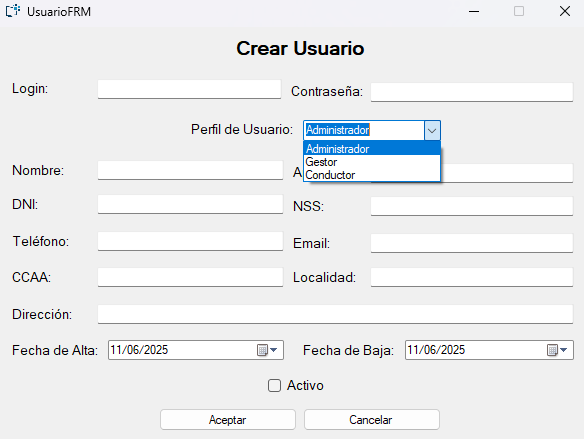 UsuarioFRM
Crear Usuario
Login: Contraseña:
Perfil de Usuario: Administrador
Administrador
Gestor
Conductor
Nombre: A
DNI: NSS:
Teléfono: Email:
CCAA: Localidad:
Dirección:
Fecha de Alta: 11/06/2025 Fecha de Baja: 11/06/2025
Activo
Aceptar Cancelar